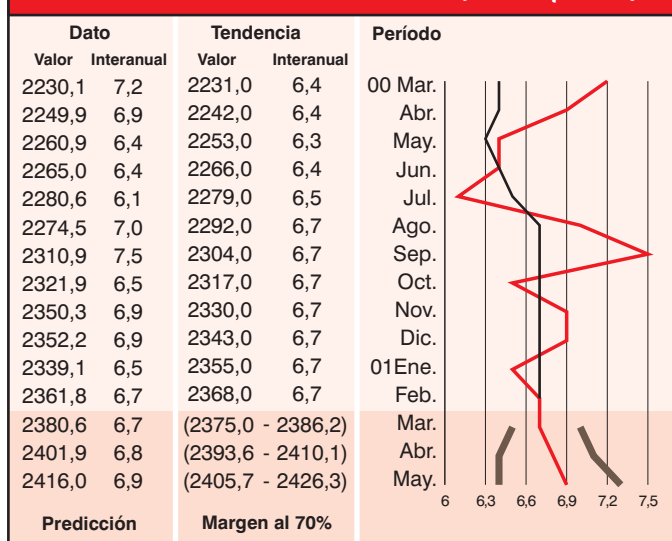 Dato Tendencia Período
Valor Interanual Valor Interanual
2230,1 7,2 2231,0 6,4 00 Mar.
2249,9 6,9 2242,0 6,4 Abr.
2260,9 6,4 2253,0 6,3 May.
2265,0 6,4 2266,0 6,4 Jun.
2280,6 6,1 2279,0 6,5 Jul.
2274,5 7,0 2292,0 6,7 Ago.
2310,9 7,5 2304,0 6,7 Sep.
2321,9 6,5 2317,0 6,7 Oct.
2350,3 6,9 2330,0 6,7 Nov.
2352,2 6,9 2343,0 6,7 Dic.
2339,1 6,5 2355,0 6,7 01Ene.
2361,8 6,7 2368,0 6,7 Feb.
2380,6 6,7 (2375,0 - 2386,2) Mar.
2401,9 6,8 (2393,6 - 2410,1) Abr.
2416,0 6,9 (2405,7 - 2426,3) May.
6 6,3 6,6 6,9 7,2 7,5
Predicción Margen al 70%